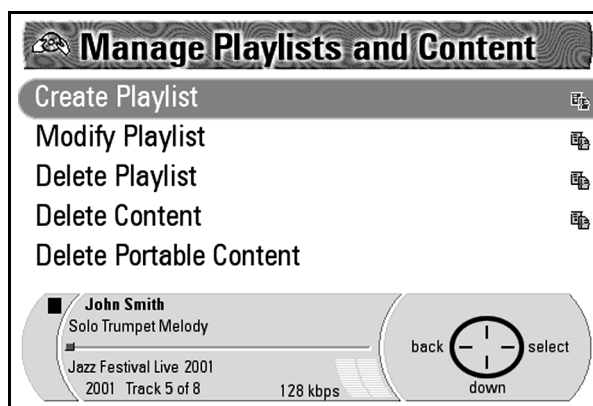 Manage Playlists and Content
Create Playlist
Modify Playlist
Delete Playlist
Delete Content
Delete Portable Content
John Smith
Solo Trumpet Melody
Jazz Festival Live 2001
2001 Track 5 of 8 128 kbps
back select
down